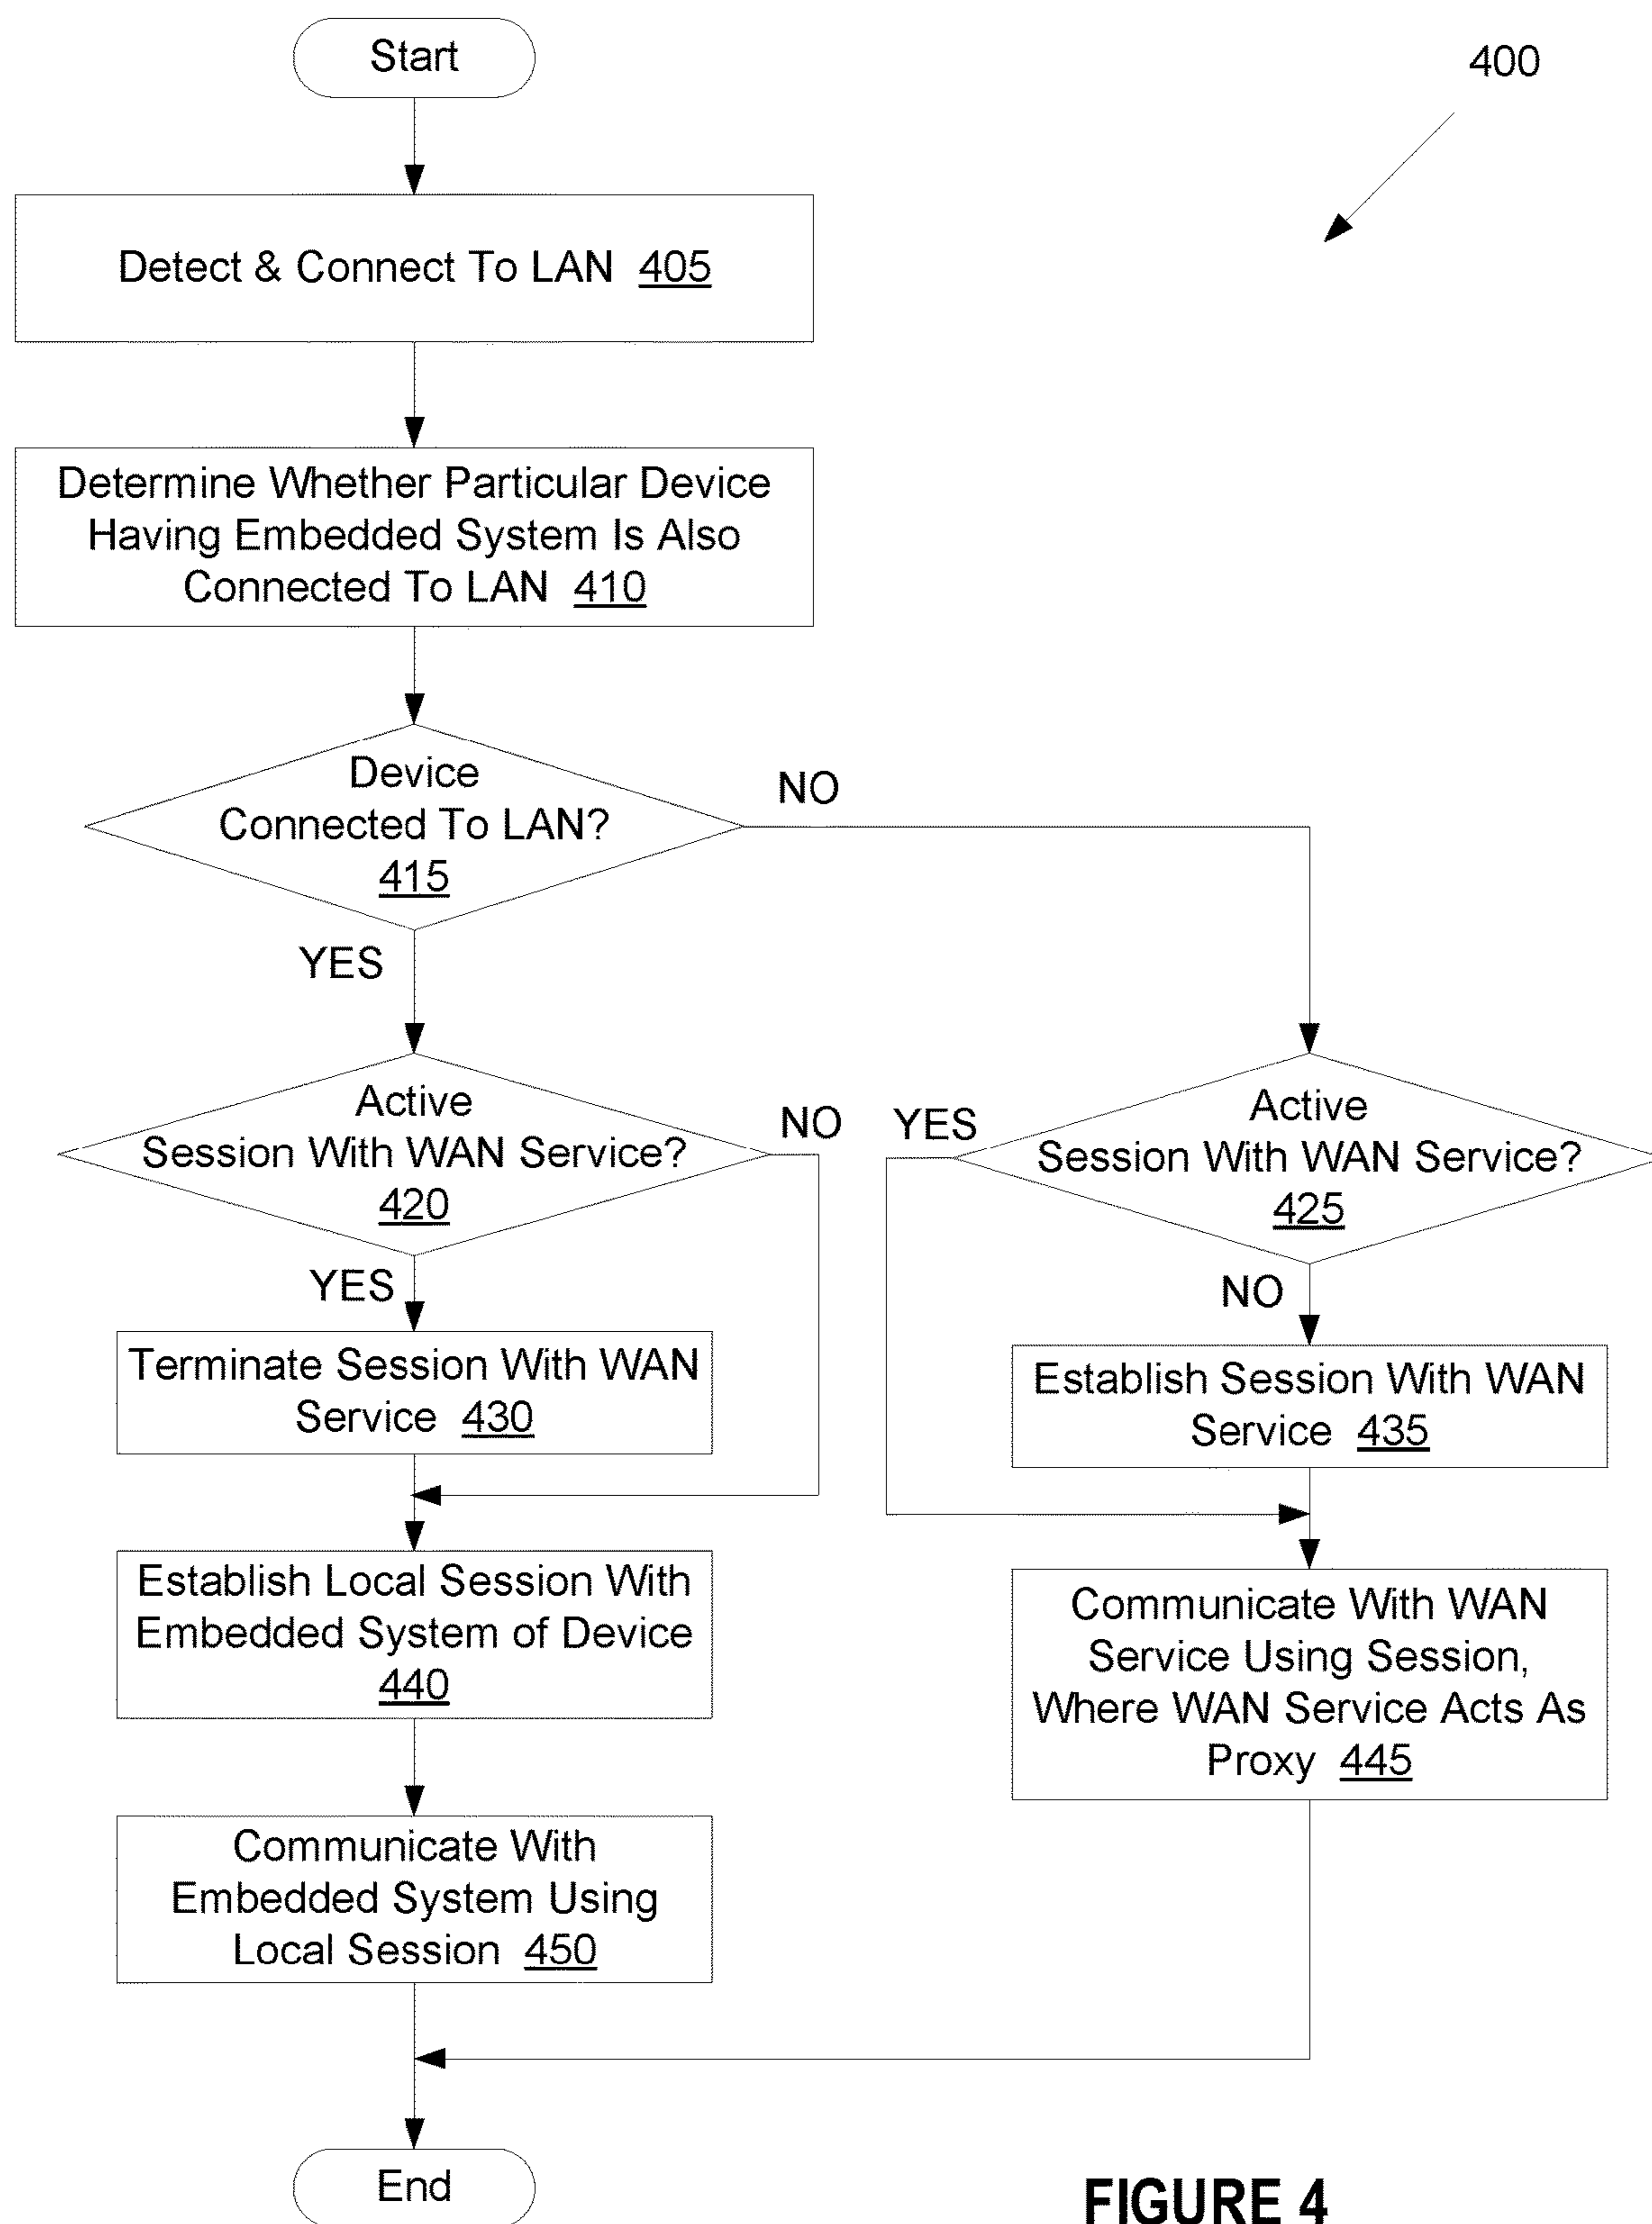 Start
400
Detect & Connect To LAN 405
Determine Whether Particular Device
Having Embedded System Is Also
Connected To LAN 410
Device
Connected To LAN?
415
NO
YES
Active
Session With WAN Service?
420
NO
YES
Active
Session With WAN Service?
425
YES
NO
Terminate Session With WAN
Service 430
Establish Session With WAN
Service 435
Establish Local Session With
Embedded System of Device
440
Communicate With WAN
Service Using Session,
Where WAN Service Acts As
Proxy 445
Communicate With
Embedded System Using
Local Session 450
End
FIGURE 4